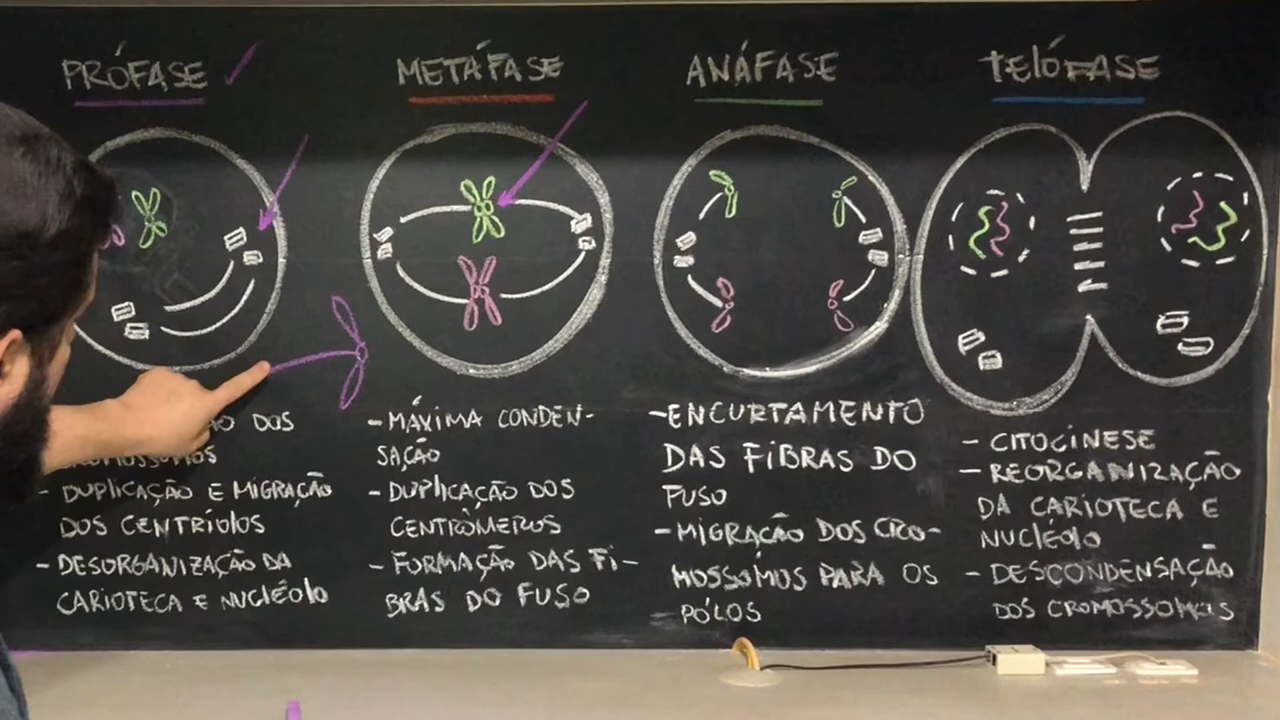 PRÓFASE
METÁFASE
ANÁFASE
TELÓFASE
DOS
- DUPLICAÇÃO E MIGRAÇÃO
DOS CENTRÍOLOS
- DESORGANIZAÇÃO DA
CARIOTECA E NUCLÉOLO
- MÁXIMA CONDEN-
SAÇÃO
- DUPLICAÇÃO DOS
CENTRÔMEROS
- FORMAÇÃO DAS FI-
BRAS DO FUSO
- ENCURTAMENTO
DAS FIBRAS DO
FUSO
- MIGRAÇÃO DOS CRO-
MOSSOMOS PARA OS
PÓLOS
- CITOCINESE
- REORGANIZAÇÃO
DA CARIOTECA E
NUCLÉOLO
- DESCONDENSAÇÃO
DOS CROMOSSOMOS